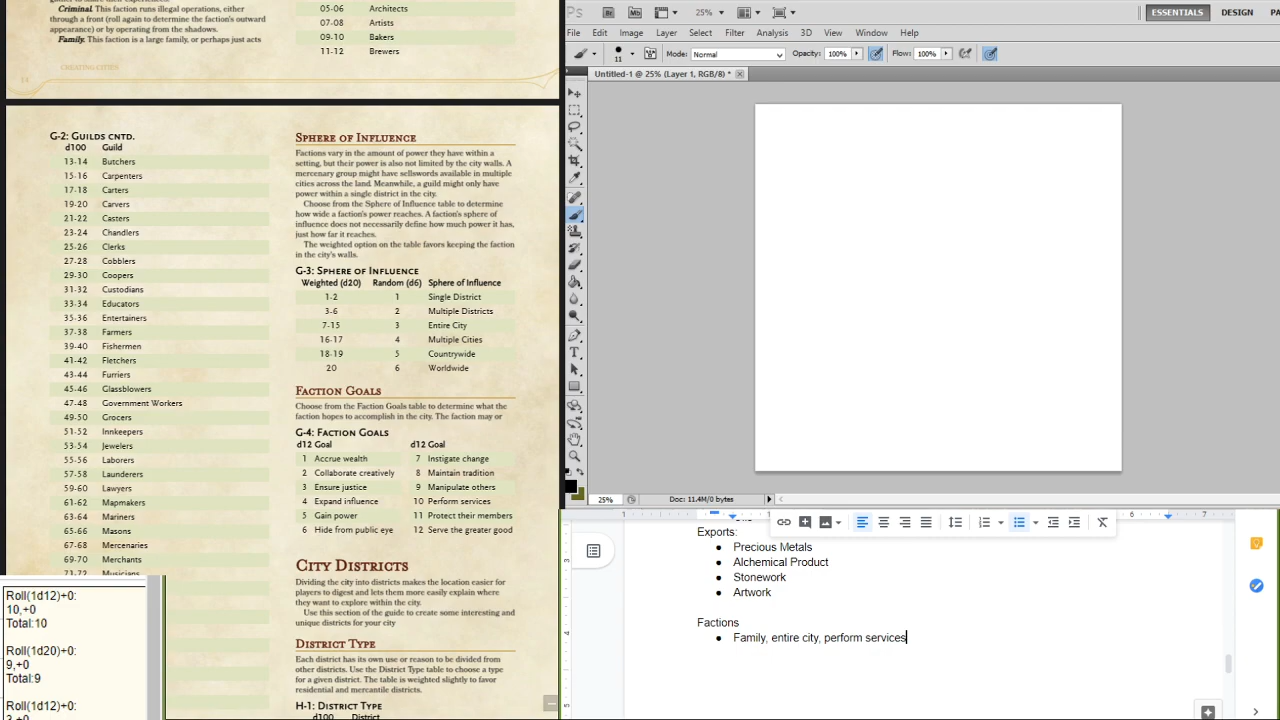 Criminal. This faction runs illegal operations, either
through a front (roll again to determine the faction's outward
appearance) or by operating from the shadows.
Family. This faction is a large family, or perhaps just acts
CREATING CITIES
05-06 Architects
07-08 Artists
09-10 Bakers
11-12 Brewers
G-2: Guilds cntd.
d100 Guild
13-14 Butchers
15-16 Carpenters
17-18 Carters
19-20 Carvers
21-22 Casters
23-24 Chandlers
25-26 Clerks
27-28 Cobblers
29-30 Coopers
31-32 Custodians
33-34 Educators
35-36 Entertainers
37-38 Farmers
39-40 Fishermen
41-42 Fletchers
43-44 Furriers
45-46 Glassblowers
47-48 Government Workers
49-50 Grocers
51-52 Innkeepers
53-54 Jewelers
55-56 Laborers
57-58 Launderers
59-60 Lawyers
61-62 Mapmakers
63-64 Mariners
65-66 Masons
67-68 Mercenaries
69-70 Merchants
71-72 Musicians
Sphere of Influence
Factions vary in the amount of power they have within a
setting, but their power is also not limited by the city walls. A
mercenary group might have sellswords available in multiple
cities across the land. Meanwhile, a guild might only have
power within a single district in the city.
Choose from the Sphere of Influence table to determine
how wide a faction's power reaches. A faction's sphere of
influence does not necessarily define how much power it has,
just how far it reaches.
The weighted option on the table favors keeping the faction
in the city's walls.
G-3: Sphere of Influence
Weighted (d20) Random (d6) Sphere of Influence
1-2 1 Single District
3-6 2 Multiple Districts
7-15 3 Entire City
16-17 4 Multiple Cities
18-19 5 Countrywide
20 6 Worldwide
Faction Goals
Choose from the Faction Goals table to determine what the
faction hopes to accomplish in the city. The faction may or
G-4: Faction Goals
d12 Goal d12 Goal
1 Accrue wealth 7 Instigate change
2 Collaborate creatively 8 Maintain tradition
3 Ensure justice 9 Manipulate others
4 Expand influence 10 Perform services
5 Gain power 11 Protect their members
6 Hide from public eye 12 Serve the greater good
City Districts
Dividing the city into districts makes the location easier for
players to digest and lets them more easily explain where
they want to explore within the city.
Use this section of the guide to create some interesting and
unique districts for your city
District Type
Each district has its own use or reason to be divided from
other districts. Use the District Type table to choose a type
for a given district. The table is weighted slightly to favor
residential and mercantile districts.
H-1: District Type
d100 District
Roll(1d12)+0:
10,+0
Total:10
Roll(1d20)+0:
9,+0
Total:9
Roll(1d12)+0:
Ps Br Mb 25% ESSENTIALS DESIGN
File Edit Image Layer Select Filter Analysis 3D View Window Help
11 Mode: Normal Opacity: 100% Flow: 100%
Untitled-1 @ 25% (Layer 1, RGB/8) *
25% Doc: 11.4M/0 bytes
6 7
Exports:
● Precious Metals
● Alchemical Product
● Stonework
● Artwork
Factions
● Family, entire city, perform services